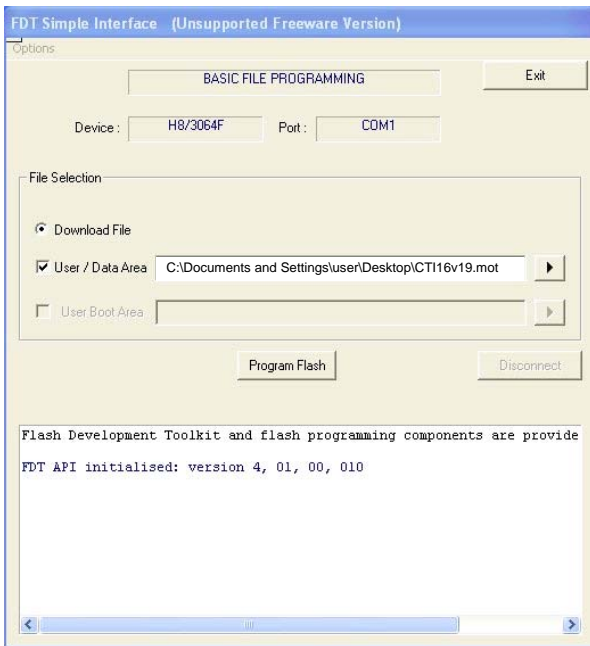 FDT Simple Interface (Unsupported Freeware Version)
Options
BASIC FILE PROGRAMMING
Exit
Device : H8/3064F Port : COM1
File Selection
Download File
User / Data Area C:\Documents and Settings\user\Desktop\CTI16v19.mot
User Boot Area
Program Flash Disconnect
Flash Development Toolkit and flash programming components are provide
FDT API initialised: version 4, 01, 00, 010